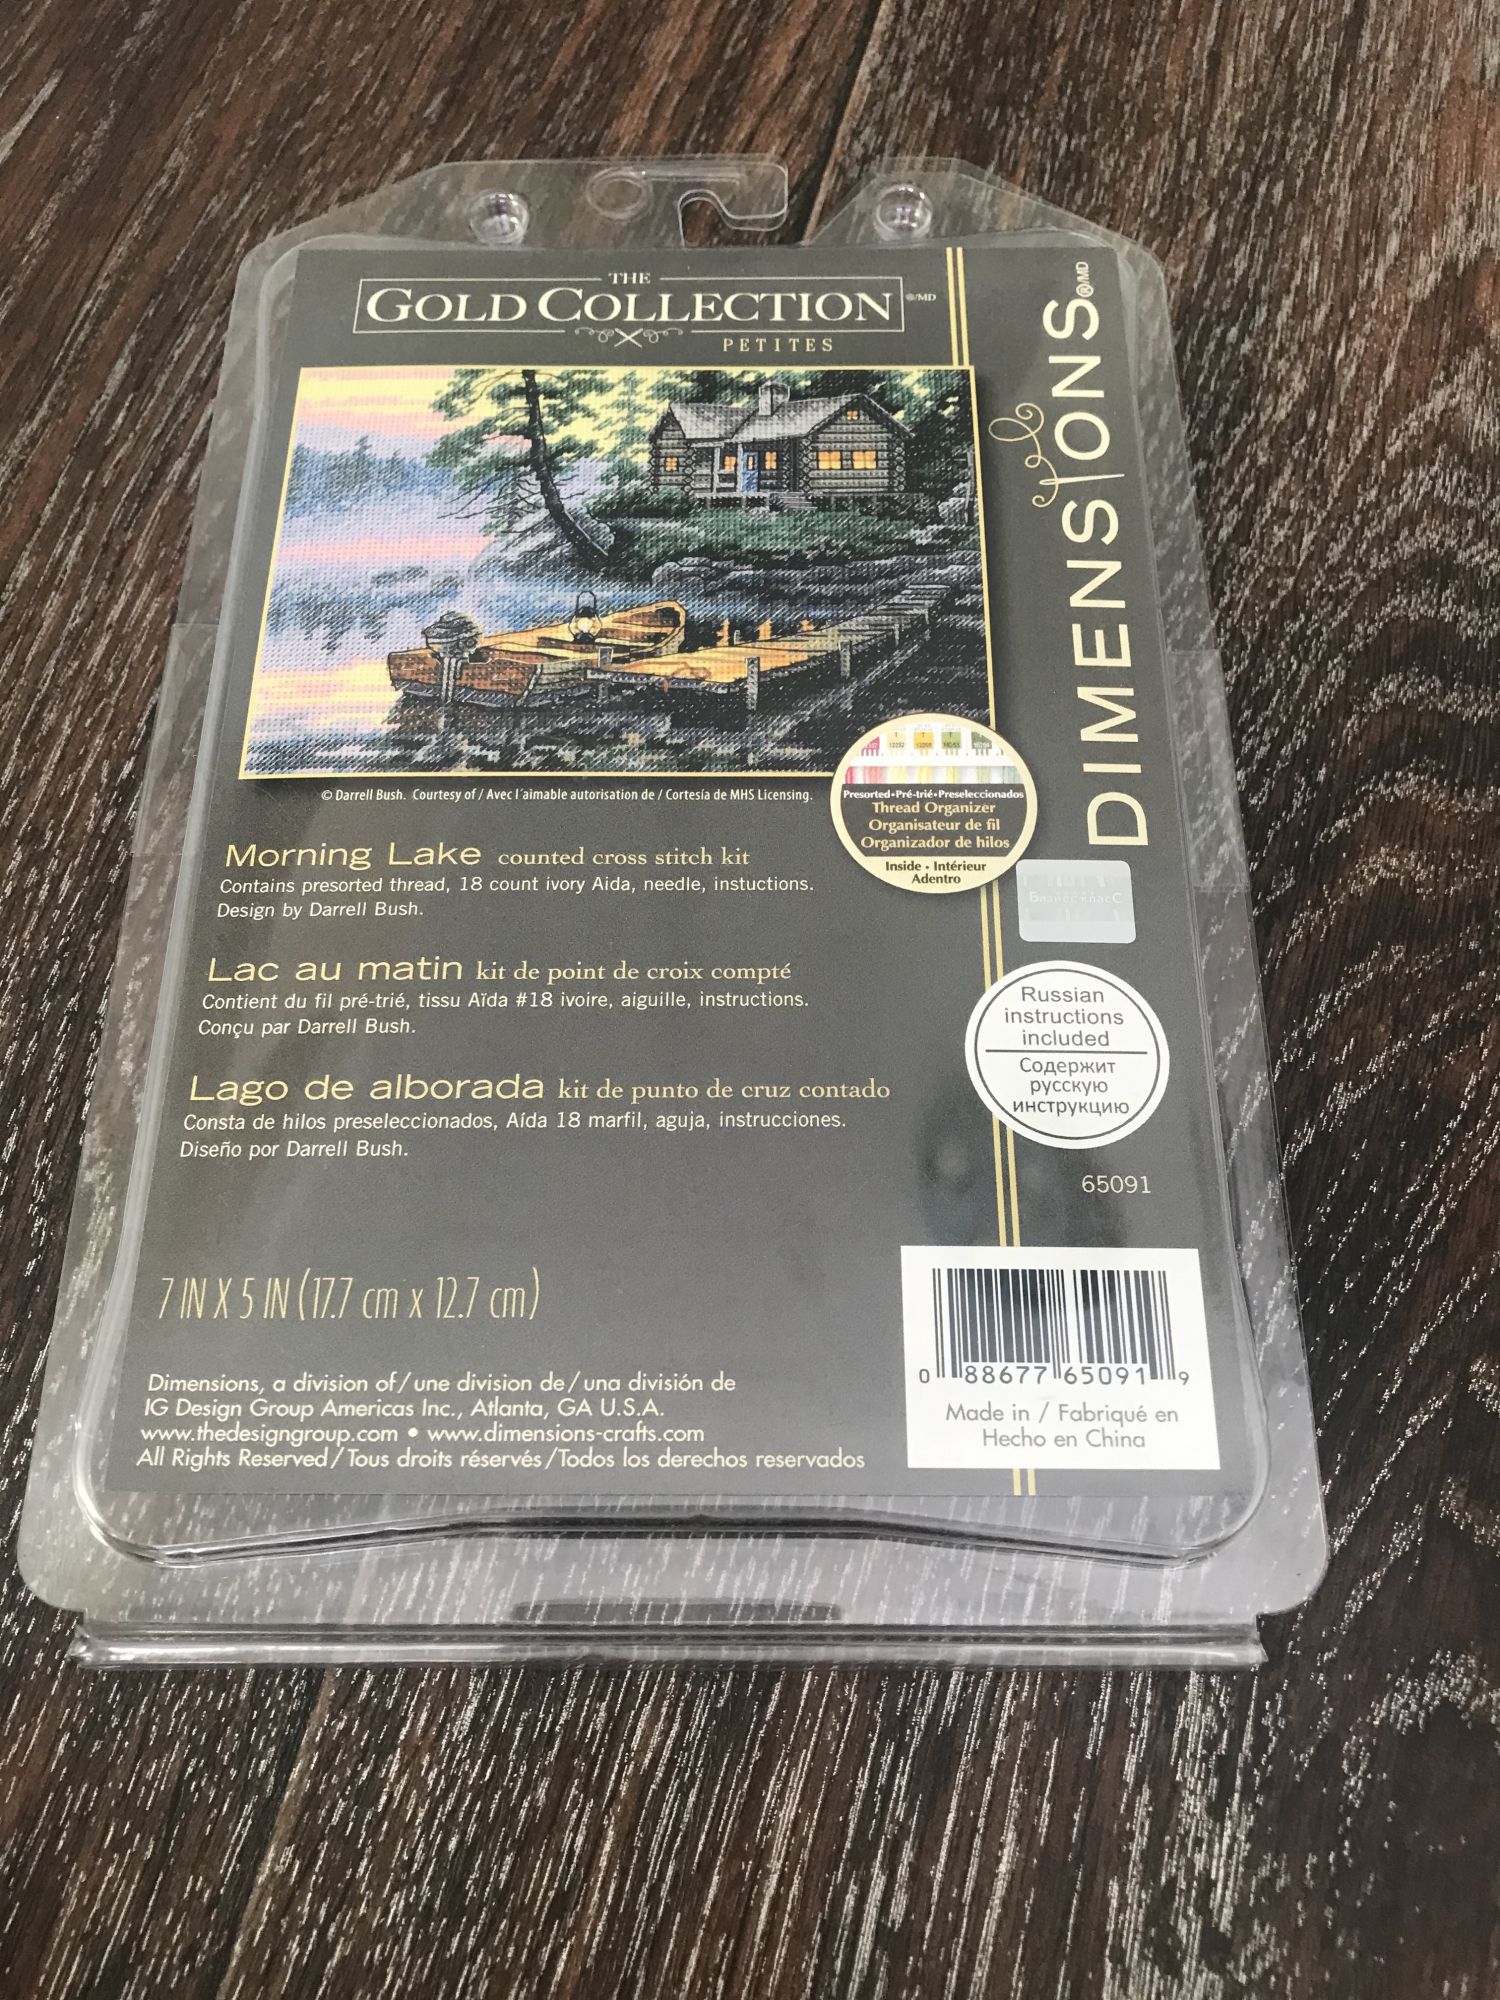 THE
GOLD COLLECTION ®/MD
PETITES
DIMENSIONS®/MD
© Darrell Bush. Courtesy of / Avec l'aimable autorisation de / Cortesía de MHS Licensing.
Presorted•Pré-trié•Preseleccionados
Thread Organizer
Organisateur de fil
Organizador de hilos
Inside • Intérieur
Adentro
Morning Lake counted cross stitch kit
Contains presorted thread, 18 count ivory Aida, needle, instuctions.
Design by Darrell Bush.
Бизнес класС
Lac au matin kit de point de croix compté
Contient du fil pré-trié, tissu Aïda #18 ivoire, aiguille, instructions.
Conçu par Darrell Bush.
Russian
instructions
included
Содержит
русскую
инструкцию
Lago de alborada kit de punto de cruz contado
Consta de hilos preseleccionados, Aída 18 marfil, aguja, instrucciones.
Diseño por Darrell Bush.
65091
7 IN X 5 IN (17.7 cm x 12.7 cm)
0 88677 65091 9
Made in / Fabriqué en
Hecho en China
Dimensions, a division of / une division de / una división de
IG Design Group Americas Inc., Atlanta, GA U.S.A.
www.thedesigngroup.com • www.dimensions-crafts.com
All Rights Reserved / Tous droits réservés / Todos los derechos reservados